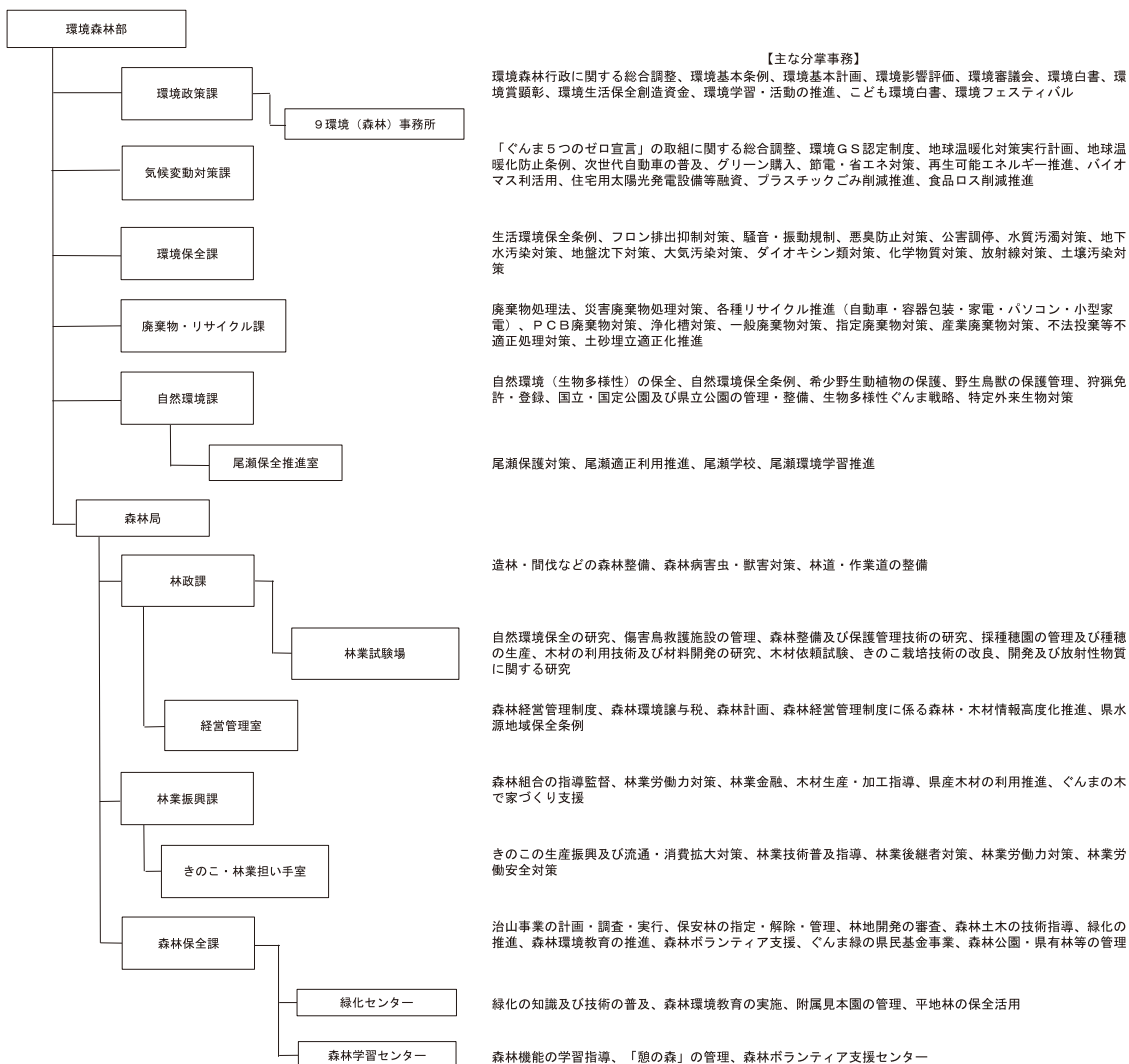 環境森林部
【主な分掌事務】
環境政策課
環境森林行政に関する総合調整、環境基本条例、環境基本計画、環境影響評価、環境審議会、環境白書、環
境賞顕彰、環境生活保全創造資金、環境学習・活動の推進、こども環境白書、環境フェスティバル
９環境（森林）事務所
気候変動対策課
「ぐんま５つのゼロ宣言」の取組に関する総合調整、環境ＧＳ認定制度、地球温暖化対策実行計画、地球温
暖化防止条例、次世代自動車の普及、グリーン購入、節電・省エネ対策、再生可能エネルギー推進、バイオ
マス利活用、住宅用太陽光発電設備等融資、プラスチックごみ削減推進、食品ロス削減推進
環境保全課
生活環境保全条例、フロン排出抑制対策、騒音・振動規制、悪臭防止対策、公害調停、水質汚濁対策、地下
水汚染対策、地盤沈下対策、大気汚染対策、ダイオキシン類対策、化学物質対策、放射線対策、土壌汚染対
策
廃棄物・リサイクル課
廃棄物処理法、災害廃棄物処理対策、各種リサイクル推進（自動車・容器包装・家電・パソコン・小型家
電）、ＰＣＢ廃棄物対策、浄化槽対策、一般廃棄物対策、指定廃棄物対策、産業廃棄物対策、不法投棄等不
適正処理対策、土砂埋立適正化推進
自然環境課
自然環境（生物多様性）の保全、自然環境保全条例、希少野生動植物の保護、野生鳥獣の保護管理、狩猟免
許・登録、国立・国定公園及び県立公園の管理・整備、生物多様性ぐんま戦略、特定外来生物対策
尾瀬保全推進室
尾瀬保護対策、尾瀬適正利用推進、尾瀬学校、尾瀬環境学習推進
森林局
林政課
造林・間伐などの森林整備、森林病害虫・獣害対策、林道・作業道の整備
林業試験場
自然環境保全の研究、傷害鳥救護施設の管理、森林整備及び保護管理技術の研究、採種穂園の管理及び種穂
の生産、木材の利用技術及び材料開発の研究、木材依頼試験、きのこ栽培技術の改良、開発及び放射性物質
に関する研究
経営管理室
森林経営管理制度、森林環境譲与税、森林計画、森林経営管理制度に係る森林・木材情報高度化推進、県水
源地域保全条例
林業振興課
森林組合の指導監督、林業労働力対策、林業金融、木材生産・加工指導、県産木材の利用推進、ぐんまの木
で家づくり支援
きのこ・林業担い手室
きのこの生産振興及び流通・消費拡大対策、林業技術普及指導、林業後継者対策、林業労働力対策、林業労
働安全対策
森林保全課
治山事業の計画・調査・実行、保安林の指定・解除・管理、林地開発の審査、森林土木の技術指導、緑化の
推進、森林環境教育の推進、森林ボランティア支援、ぐんま緑の県民基金事業、森林公園・県有林等の管理
緑化センター
緑化の知識及び技術の普及、森林環境教育の実施、附属見本園の管理、平地林の保全活用
森林学習センター
森林機能の学習指導、「憩の森」の管理、森林ボランティア支援センター